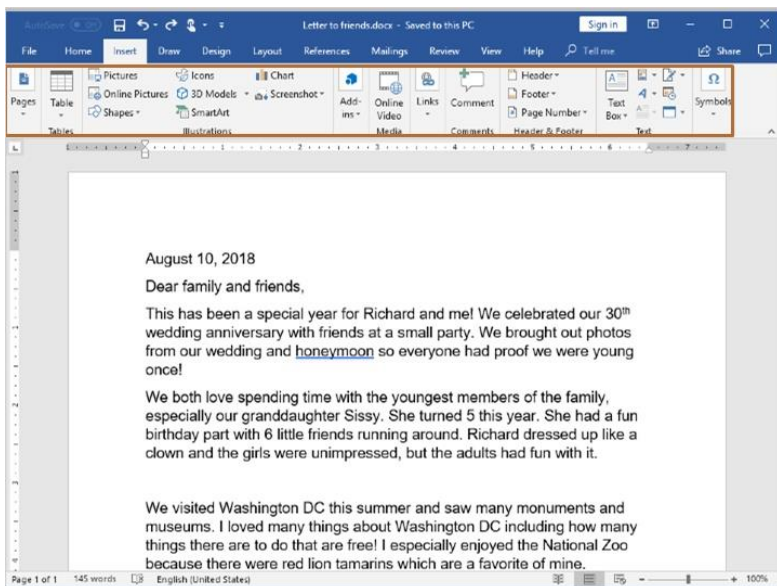 AutoSave Off Letter to friends.docx - Saved to this PC Sign in
File Home Insert Draw Design Layout References Mailings Review View Help Tell me Share
Pages Table Pictures Online Pictures Shapes Icons 3D Models SmartArt Chart Screenshot Add-ins Online Video Links Comment Header Footer Page Number Text Box Symbols
Tables Illustrations Media Comments Header & Footer Text
August 10, 2018
Dear family and friends,
This has been a special year for Richard and me! We celebrated our 30th
wedding anniversary with friends at a small party. We brought out photos
from our wedding and honeymoon so everyone had proof we were young
once!
We both love spending time with the youngest members of the family,
especially our granddaughter Sissy. She turned 5 this year. She had a fun
birthday part with 6 little friends running around. Richard dressed up like a
clown and the girls were unimpressed, but the adults had fun with it.
We visited Washington DC this summer and saw many monuments and
museums. I loved many things about Washington DC including how many
things there are to do that are free! I especially enjoyed the National Zoo
because there were red lion tamarins which are a favorite of mine.
Page 1 of 1 145 words English (United States) 100%